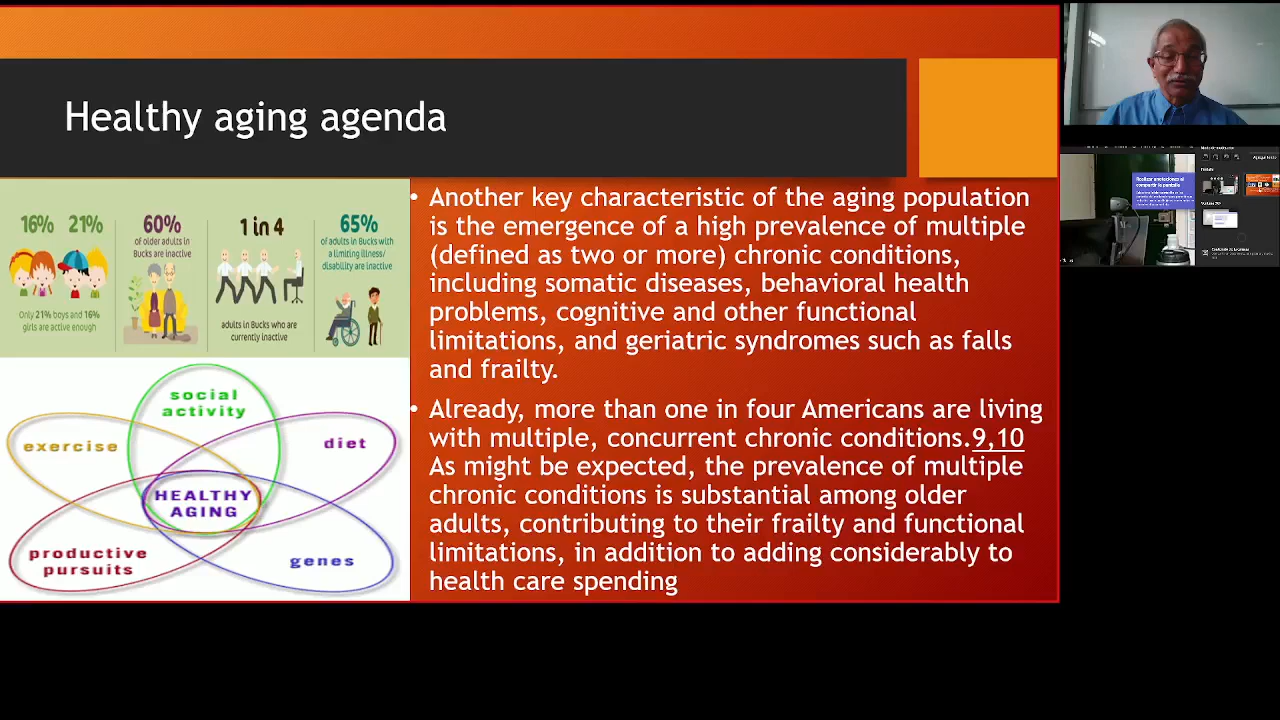 Healthy aging agenda
16% 21%
Only 21% boys and 16%
girls are active enough
60%
of older adults in
Bucks are inactive
1 in 4
adults in Bucks who are
currently inactive
65%
of adults in Bucks with
a limiting illness/
disability are inactive
social
activity
exercise
diet
HEALTHY
AGING
productive
pursuits
genes
• Another key characteristic of the aging population
is the emergence of a high prevalence of multiple
(defined as two or more) chronic conditions,
including somatic diseases, behavioral health
problems, cognitive and other functional
limitations, and geriatric syndromes such as falls
and frailty.
• Already, more than one in four Americans are living
with multiple, concurrent chronic conditions.9,10
As might be expected, the prevalence of multiple
chronic conditions is substantial among older
adults, contributing to their frailty and functional
limitations, in addition to adding considerably to
health care spending
Realizar anotaciones al
compartir la pantalla